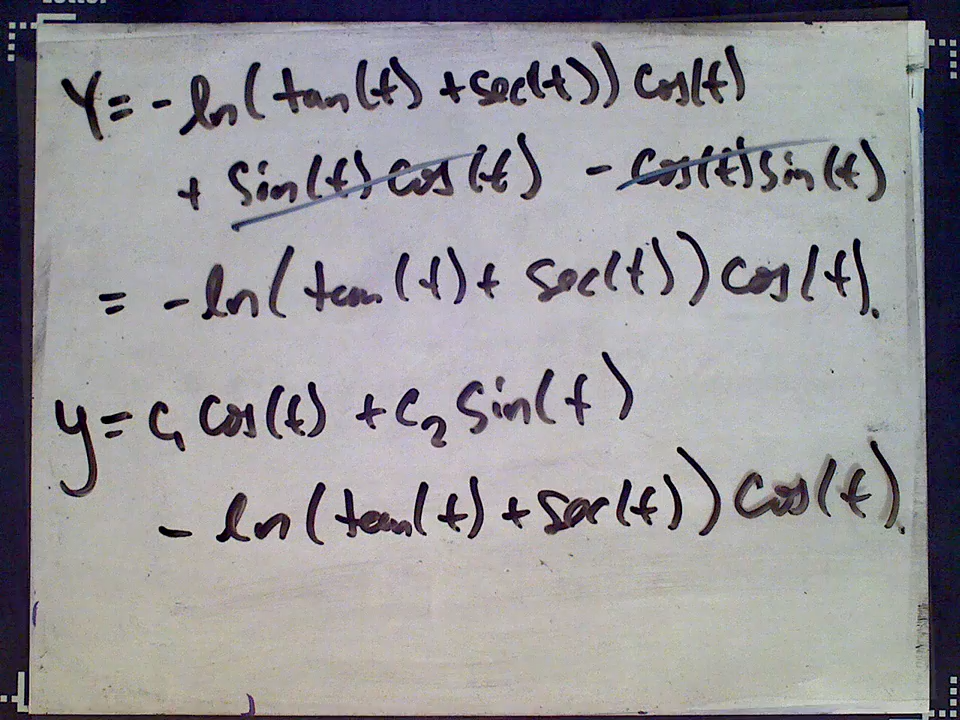 Y = - ln(tan(t) + sec(t)) cos(t)
+ sin(t) cos(t) - cos(t) sin(t)
= - ln(tan(t) + sec(t)) cos(t).
y = c₁ cos(t) + c₂ sin(t)
- ln(tan(t) + sec(t)) cos(t).